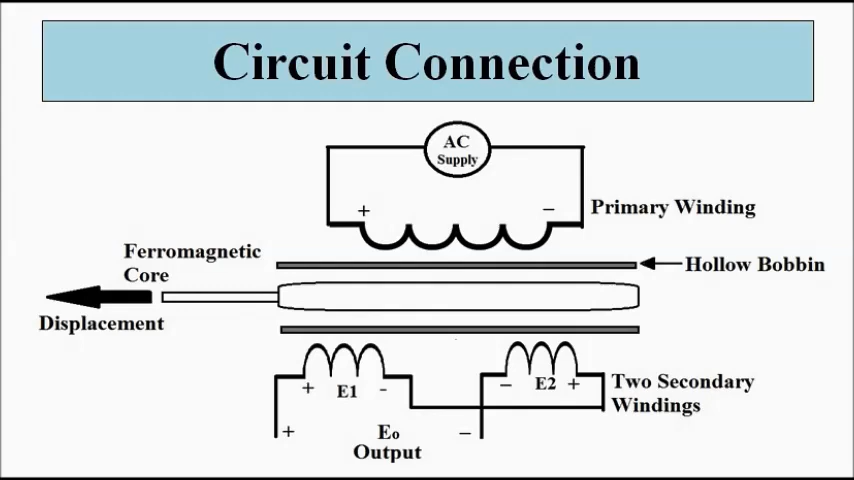 Circuit Connection
AC
Supply
+
–
Primary Winding
Ferromagnetic
Core
Hollow Bobbin
Displacement
+ E1 -
– E2 +
Two Secondary
Windings
+ Eo –
Output